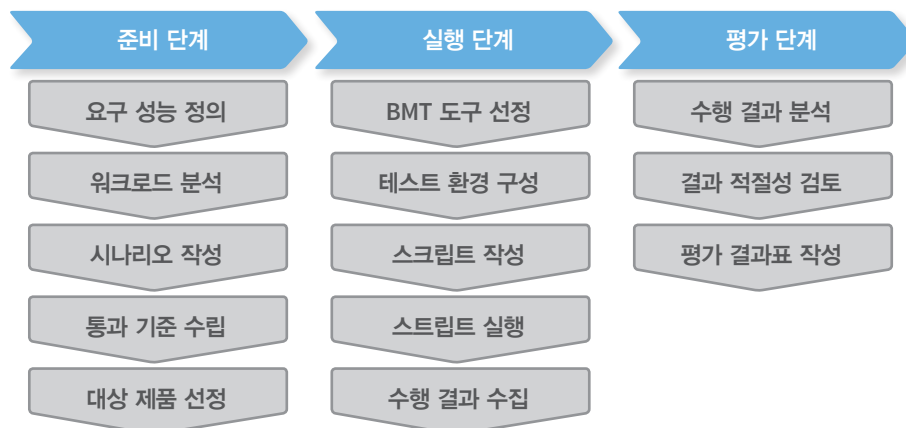 준비 단계
요구 성능 정의
워크로드 분석
시나리오 작성
통과 기준 수립
대상 제품 선정
실행 단계
BMT 도구 선정
테스트 환경 구성
스크립트 작성
스트립트 실행
수행 결과 수집
평가 단계
수행 결과 분석
결과 적절성 검토
평가 결과표 작성